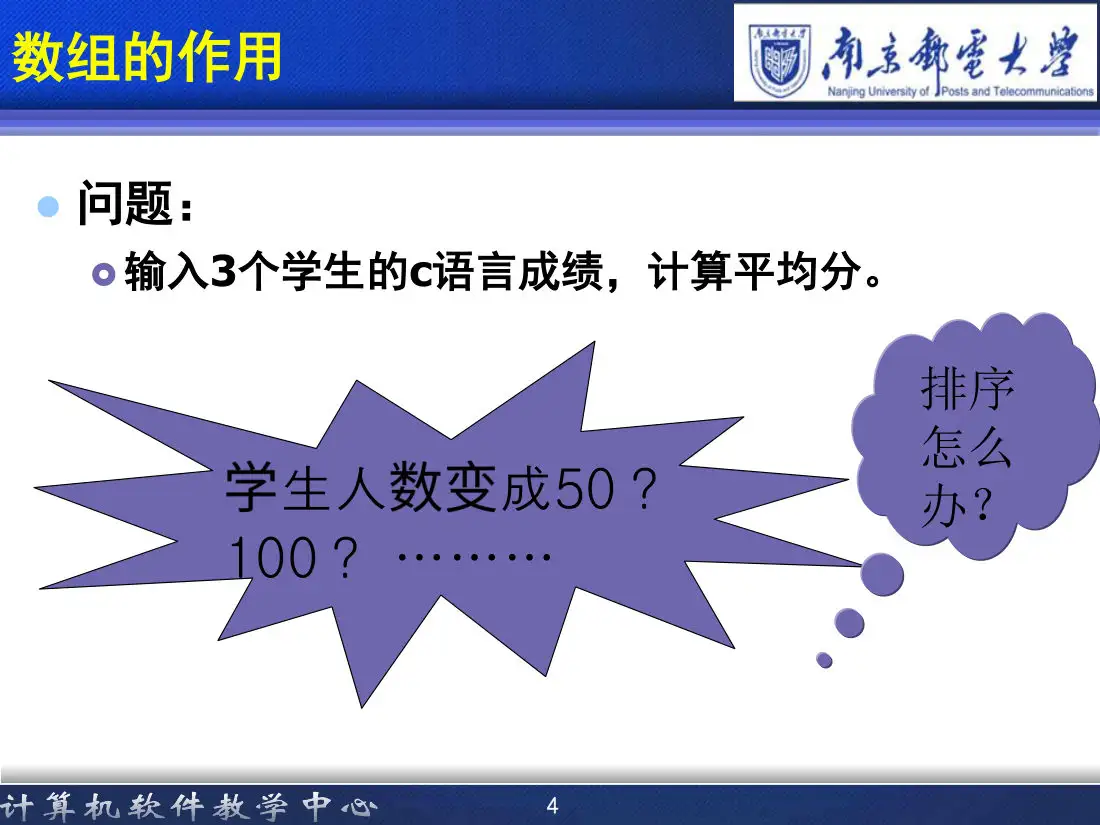 数组的作用
南京郵電大學
Nanjing University of Posts and Telecommunications
问题：
输入3个学生的c语言成绩，计算平均分。
排序
怎么
办？
学生人数变成50？
100？ ………
计算机软件教学中心
4